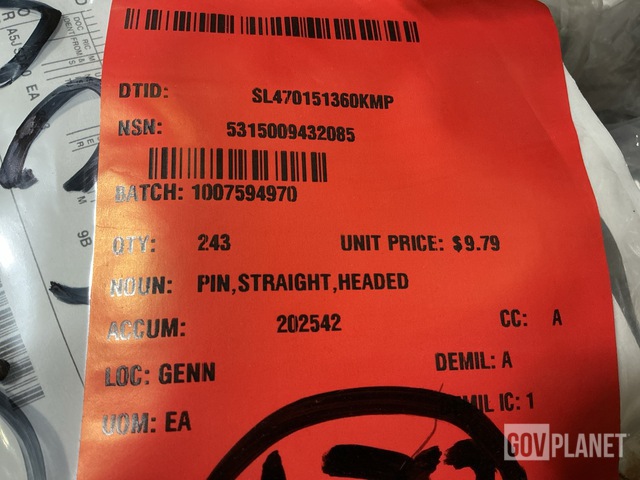 DTID: SL470151360KMP
NSN: 5315009432085
BATCH: 1007594970
QTY: 243 UNIT PRICE: $9.79
NOUN: PIN,STRAIGHT,HEADED
ACCUM: 202542 CC: A
LOC: GENN DEMIL: A
UOM: EA DEMIL IC: 1
GOVPLANET